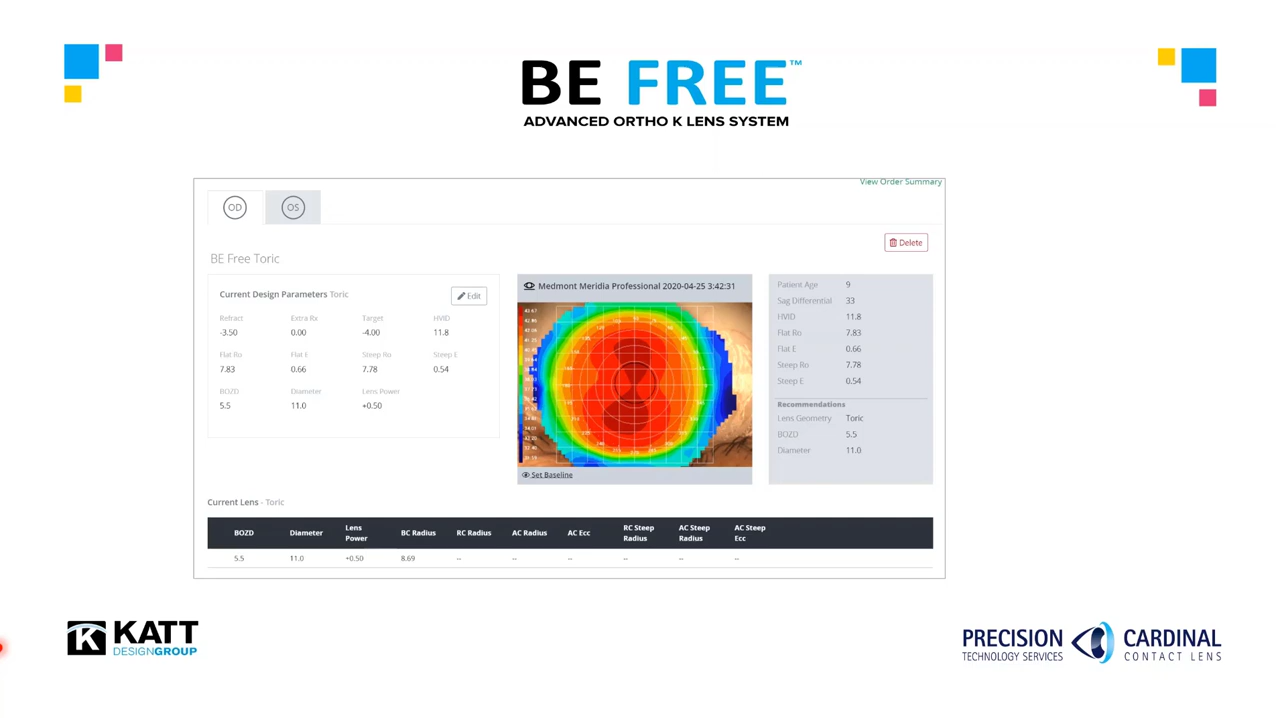 BE FREE™
ADVANCED ORTHO K LENS SYSTEM
View Order Summary
OD OS
Delete
BE Free Toric
Current Design Parameters Toric
Edit
Refract Extra Rx Target HVID
-3.50 0.00 -4.00 11.8
Flat Ro Flat E Steep Ro Steep E
7.83 0.66 7.78 0.54
BOZD Diameter Lens Power
5.5 11.0 +0.50
Medmont Meridia Professional 2020-04-25 3:42:31
Set Baseline
Patient Age 9
Sag Differential 33
HVID 11.8
Flat Ro 7.83
Flat E 0.66
Steep Ro 7.78
Steep E 0.54
Recommendations
Lens Geometry Toric
BOZD 5.5
Diameter 11.0
Current Lens - Toric
BOZD Diameter Lens Power BC Radius RC Radius AC Radius AC Ecc RC Steep Radius AC Steep Radius AC Steep Ecc
5.5 11.0 +0.50 8.69 -- -- -- -- -- --
K KATT
DESIGNGROUP
PRECISION CARDINAL
TECHNOLOGY SERVICES CONTACT LENS